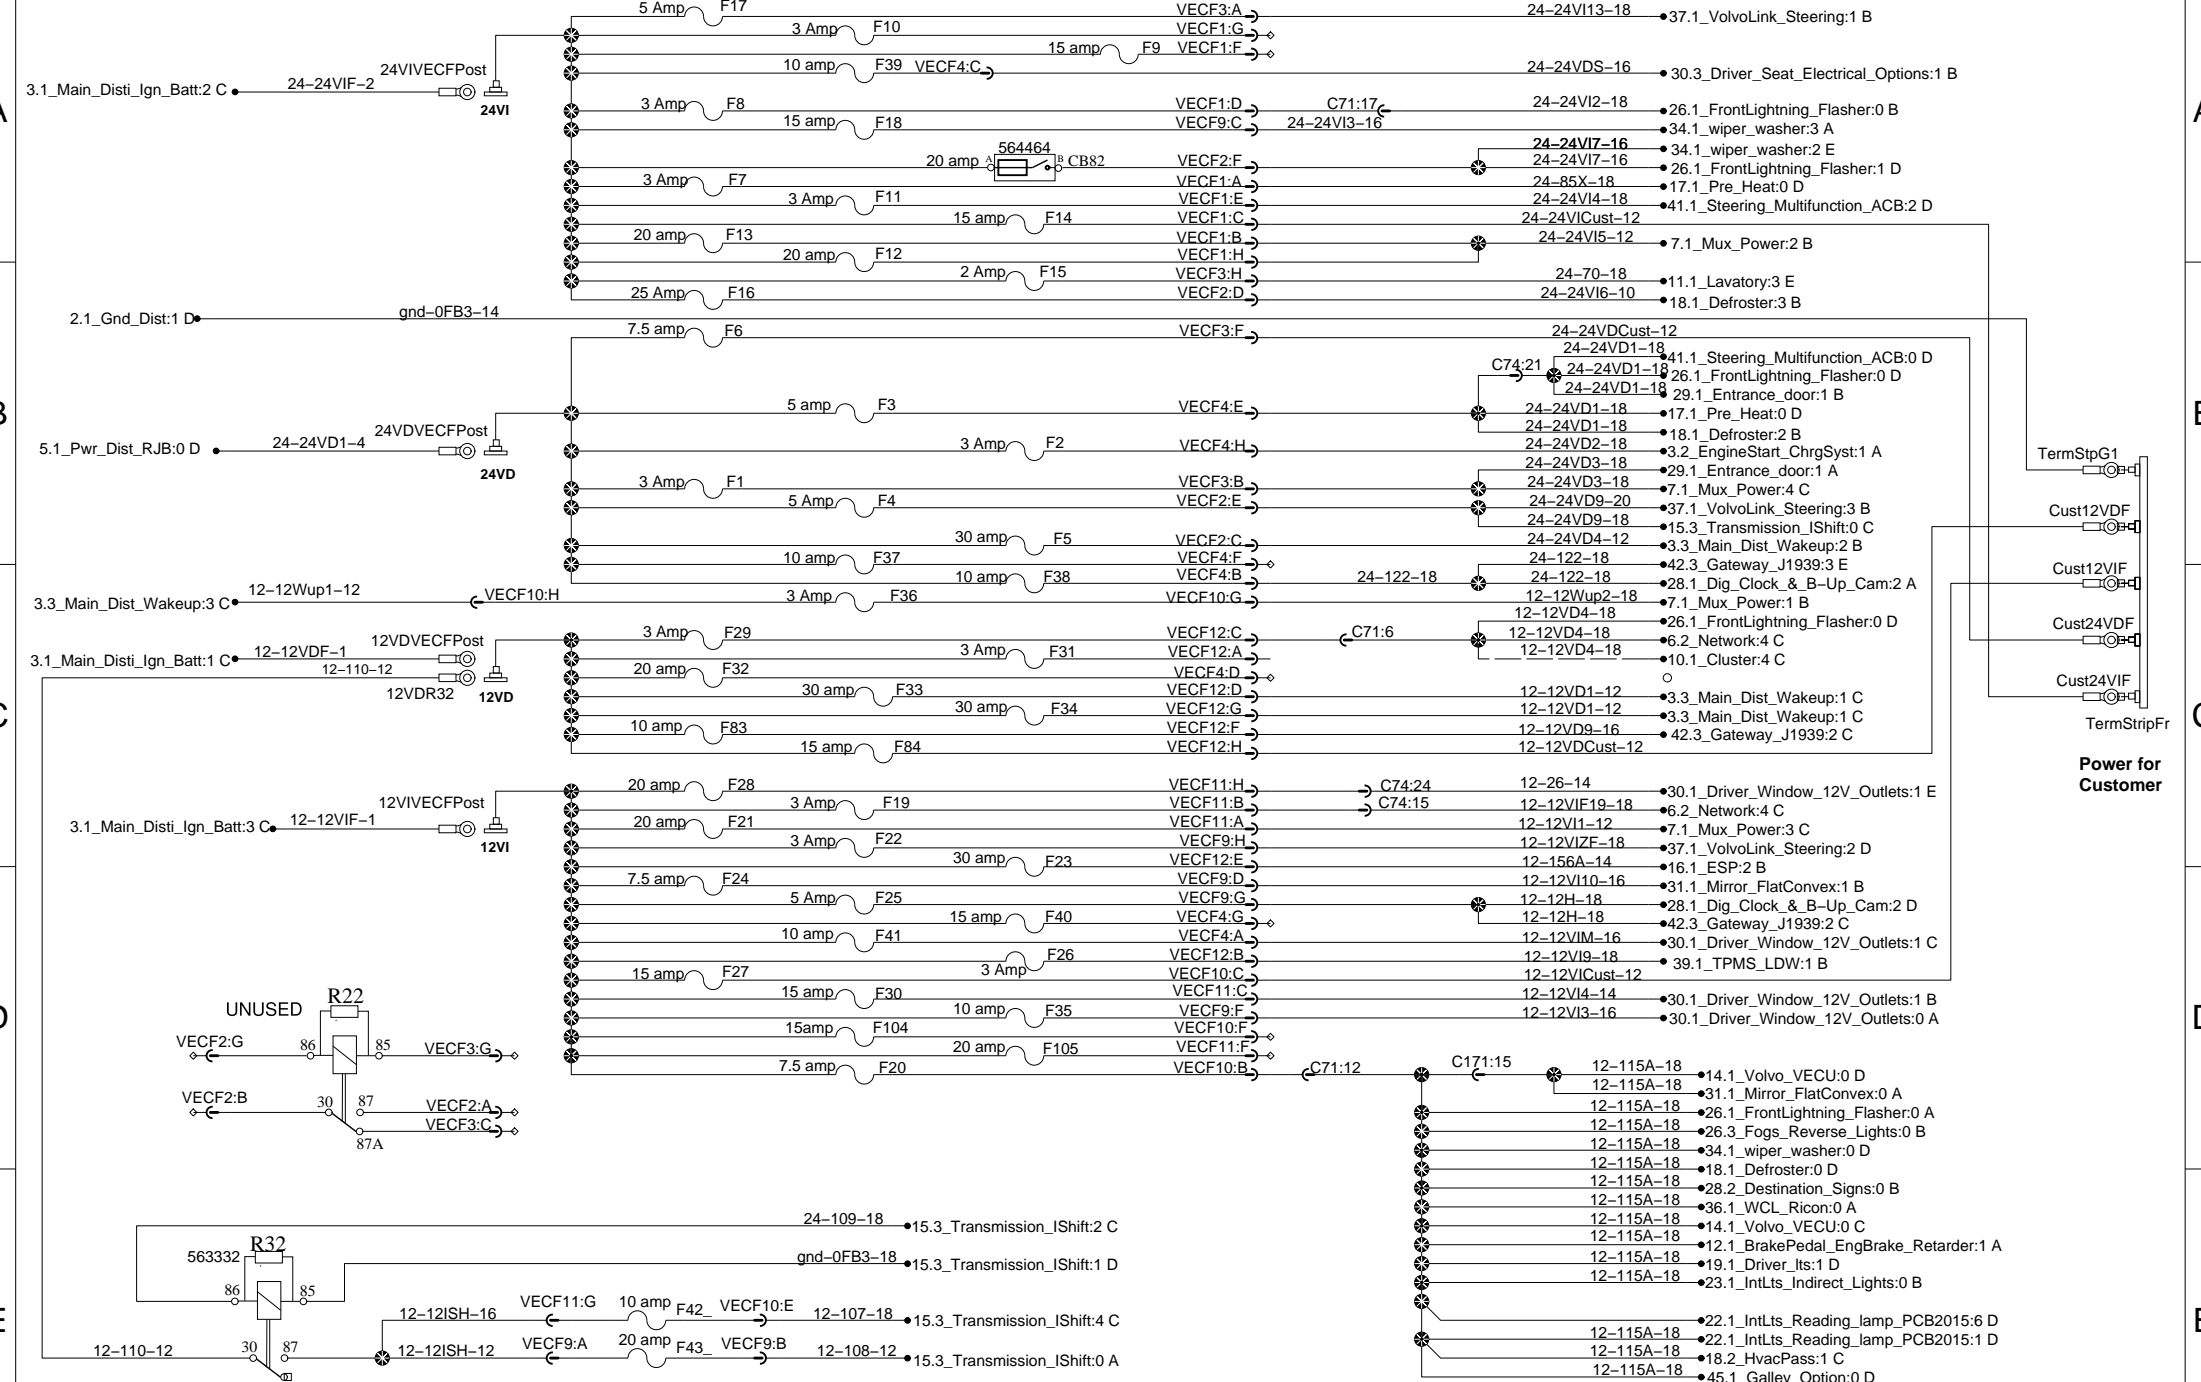 5 Amp F17 VECF3:A 24–24VI13–18 37.1_VolvoLink_Steering:1 B
3 Amp F10 VECF1:G
15 amp F9 VECF1:F
10 amp F39 VECF4:C 24–24VDS–16 30.3_Driver_Seat_Electrical_Options:1 B
3.1_Main_Disti_Ign_Batt:2 C 24–24VIF–2 24VIVECFPost 24VI
A A
3 Amp F8 VECF1:D C71:17 24–24VI2–18 26.1_FrontLightning_Flasher:0 B
15 amp F18 VECF9:C 24–24VI3–16 34.1_wiper_washer:3 A
24–24VI7–16 34.1_wiper_washer:2 E
20 amp A 564464 B CB82 VECF2:F 24–24VI7–16 26.1_FrontLightning_Flasher:1 D
3 Amp F7 VECF1:A 24–85X–18 17.1_Pre_Heat:0 D
3 Amp F11 VECF1:E 24–24VI4–18 41.1_Steering_Multifunction_ACB:2 D
15 amp F14 VECF1:C 24–24VICust–12
20 amp F13 VECF1:B 24–24VI5–12 7.1_Mux_Power:2 B
20 amp F12 VECF1:H
2 Amp F15 VECF3:H 24–70–18 11.1_Lavatory:3 E
25 Amp F16 VECF2:D 24–24VI6–10 18.1_Defroster:3 B
2.1_Gnd_Dist:1 D gnd–0FB3–14
7.5 amp F6 VECF3:F 24–24VDCust–12
24–24VD1–18 41.1_Steering_Multifunction_ACB:0 D
C74:21 24–24VD1–18 26.1_FrontLightning_Flasher:0 D
24–24VD1–18 29.1_Entrance_door:1 B
5 amp F3 VECF4:E 24–24VD1–18 17.1_Pre_Heat:0 D
24–24VD1–18 18.1_Defroster:2 B
5.1_Pwr_Dist_RJB:0 D 24–24VD1–4 24VDVECFPost 24VD
3 Amp F2 VECF4:H 24–24VD2–18 3.2_EngineStart_ChrgSyst:1 A
24–24VD3–18 29.1_Entrance_door:1 A
3 Amp F1 VECF3:B 24–24VD3–18 7.1_Mux_Power:4 C
5 Amp F4 VECF2:E 24–24VD9–20 37.1_VolvoLink_Steering:3 B
24–24VD9–18 15.3_Transmission_IShift:0 C
30 amp F5 VECF2:C 24–24VD4–12 3.3_Main_Dist_Wakeup:2 B
10 amp F37 VECF4:F 24–122–18 42.3_Gateway_J1939:3 E
10 amp F38 VECF4:B 24–122–18 24–122–18 28.1_Dig_Clock_&_B–Up_Cam:2 A
3.3_Main_Dist_Wakeup:3 C 12–12Wup1–12 VECF10:H 3 Amp F36 VECF10:G 12–12Wup2–18 7.1_Mux_Power:1 B
12–12VD4–18 26.1_FrontLightning_Flasher:0 D
3 Amp F29 VECF12:C C71:6 12–12VD4–18 6.2_Network:4 C
3.1_Main_Disti_Ign_Batt:1 C 12–12VDF–1 12VDVECFPost
3 Amp F31 VECF12:A 12–12VD4–18 10.1_Cluster:4 C
12–110–12 12VDR32 12VD
20 amp F32 VECF4:D
30 amp F33 VECF12:D 12–12VD1–12 3.3_Main_Dist_Wakeup:1 C
30 amp F34 VECF12:G 12–12VD1–12 3.3_Main_Dist_Wakeup:1 C
10 amp F83 VECF12:F 12–12VD9–16 42.3_Gateway_J1939:2 C
15 amp F84 VECF12:H 12–12VDCust–12
TermStpG1
Cust12VDF
Cust12VIF
Cust24VDF
Cust24VIF
TermStripFr
Power for
Customer
20 amp F28 VECF11:H C74:24 12–26–14 30.1_Driver_Window_12V_Outlets:1 E
3 Amp F19 VECF11:B C74:15 12–12VIF19–18 6.2_Network:4 C
3.1_Main_Disti_Ign_Batt:3 C 12–12VIF–1 12VIVECFPost 12VI
20 amp F21 VECF11:A 12–12VI1–12 7.1_Mux_Power:3 C
3 Amp F22 VECF9:H 12–12VIZF–18 37.1_VolvoLink_Steering:2 D
30 amp F23 VECF12:E 12–156A–14 16.1_ESP:2 B
7.5 amp F24 VECF9:D 12–12VI10–16 31.1_Mirror_FlatConvex:1 B
5 Amp F25 VECF9:G 12–12H–18 28.1_Dig_Clock_&_B–Up_Cam:2 D
15 amp F40 VECF4:G 12–12H–18 42.3_Gateway_J1939:2 C
10 amp F41 VECF4:A 12–12VIM–16 30.1_Driver_Window_12V_Outlets:1 C
3 Amp F26 VECF12:B 12–12VI9–18 39.1_TPMS_LDW:1 B
15 amp F27 VECF10:C 12–12VICust–12
15 amp F30 VECF11:C 12–12VI4–14 30.1_Driver_Window_12V_Outlets:1 B
10 amp F35 VECF9:F 12–12VI3–16 30.1_Driver_Window_12V_Outlets:0 A
15amp F104 VECF10:F
20 amp F105 VECF11:F
7.5 amp F20 VECF10:B C71:12 C171:15 12–115A–18 14.1_Volvo_VECU:0 D
UNUSED R22
VECF2:G 86 85 VECF3:G
VECF2:B 30 87 VECF2:A
87A VECF3:C
12–115A–18 31.1_Mirror_FlatConvex:0 A
12–115A–18 26.1_FrontLightning_Flasher:0 A
12–115A–18 26.3_Fogs_Reverse_Lights:0 B
12–115A–18 34.1_wiper_washer:0 D
12–115A–18 18.1_Defroster:0 D
12–115A–18 28.2_Destination_Signs:0 B
12–115A–18 36.1_WCL_Ricon:0 A
12–115A–18 14.1_Volvo_VECU:0 C
12–115A–18 12.1_BrakePedal_EngBrake_Retarder:1 A
12–115A–18 19.1_Driver_lts:1 D
12–115A–18 23.1_IntLts_Indirect_Lights:0 B
22.1_IntLts_Reading_lamp_PCB2015:6 D
12–115A–18 22.1_IntLts_Reading_lamp_PCB2015:1 D
12–115A–18 18.2_HvacPass:1 C
12–115A–18 45.1_Galley_Option:0 D
24–109–18 15.3_Transmission_IShift:2 C
563332 R32
gnd–0FB3–18 15.3_Transmission_IShift:1 D
86 85
12–12ISH–16 VECF11:G 10 amp F42_ VECF10:E 12–107–18 15.3_Transmission_IShift:4 C
12–110–12 30 87 12–12ISH–12 VECF9:A 20 amp F43_ VECF9:B 12–108–12 15.3_Transmission_IShift:0 A